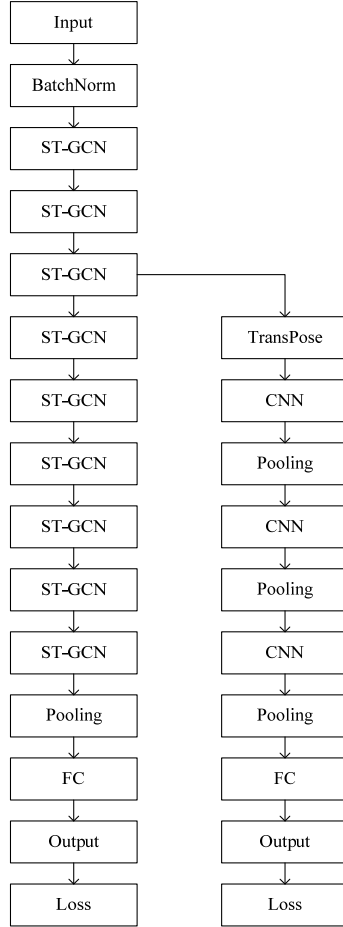 Input
BatchNorm
ST-GCN
ST-GCN
ST-GCN
ST-GCN
ST-GCN
ST-GCN
ST-GCN
ST-GCN
ST-GCN
Pooling
FC
Output
Loss
TransPose
CNN
Pooling
CNN
Pooling
CNN
Pooling
FC
Output
Loss